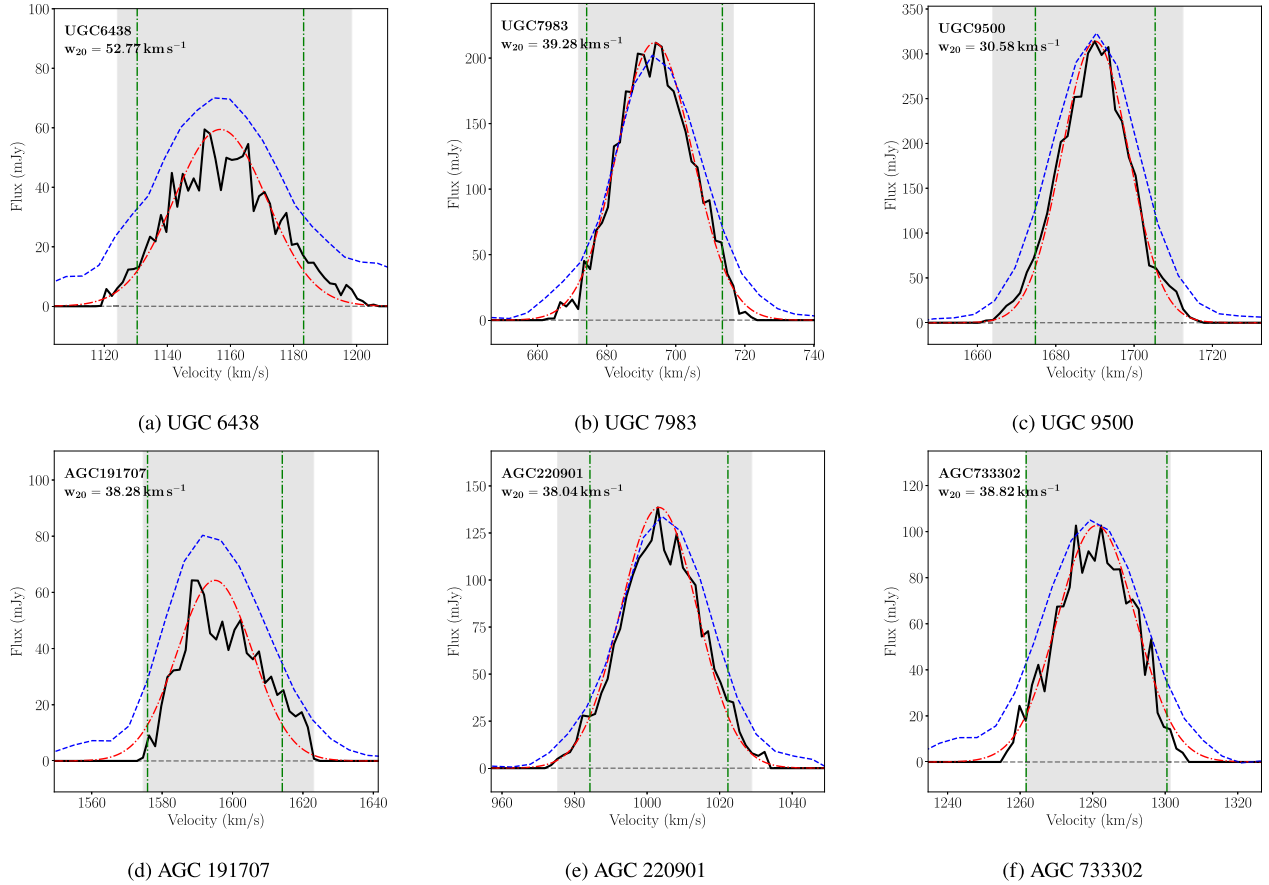 UGC6438
w20 = 52.77 km s−1
Flux (mJy)
100
80
60
40
20
0
1120 1140 1160 1180 1200
Velocity (km/s)
(a) UGC 6438
UGC7983
w20 = 39.28 km s−1
Flux (mJy)
200
150
100
50
0
660 680 700 720 740
Velocity (km/s)
(b) UGC 7983
UGC9500
w20 = 30.58 km s−1
Flux (mJy)
350
300
250
200
150
100
50
0
1660 1680 1700 1720
Velocity (km/s)
(c) UGC 9500
AGC191707
w20 = 38.28 km s−1
Flux (mJy)
100
80
60
40
20
0
1560 1580 1600 1620 1640
Velocity (km/s)
(d) AGC 191707
AGC220901
w20 = 38.04 km s−1
Flux (mJy)
150
125
100
75
50
25
0
960 980 1000 1020 1040
Velocity (km/s)
(e) AGC 220901
AGC733302
w20 = 38.82 km s−1
Flux (mJy)
120
100
80
60
40
20
0
1240 1260 1280 1300 1320
Velocity (km/s)
(f) AGC 733302